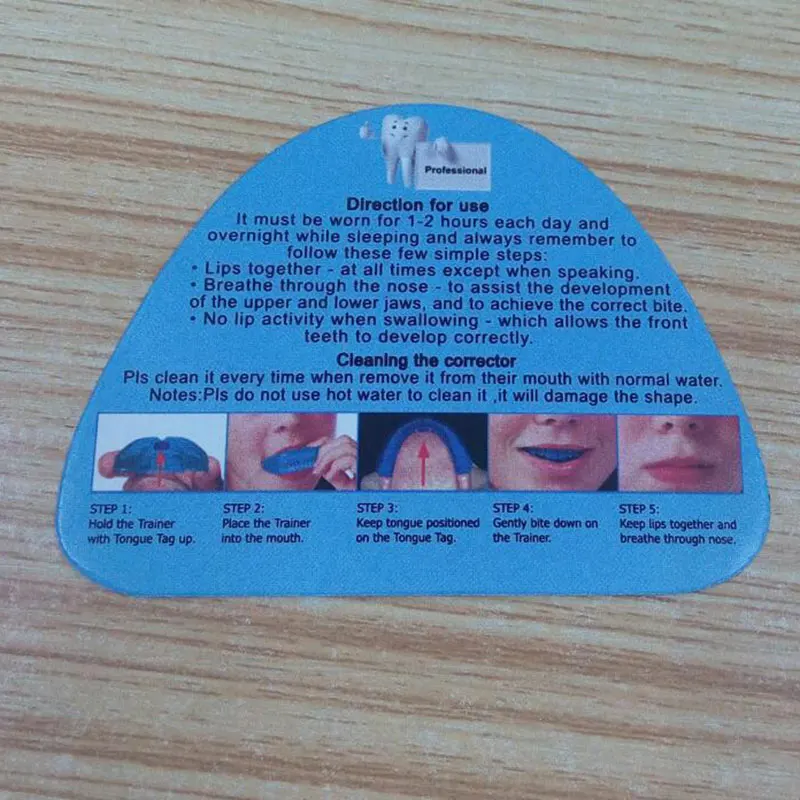 Professional
Direction for use
It must be worn for 1-2 hours each day and
overnight while sleeping and always remember to
follow these few simple steps:
• Lips together - at all times except when speaking.
• Breathe through the nose - to assist the development
of the upper and lower jaws, and to achieve the correct bite.
• No lip activity when swallowing - which allows the front
teeth to develop correctly.
Cleaning the corrector
Pls clean it every time when remove it from their mouth with normal water.
Notes:Pls do not use hot water to clean it ,it will damage the shape.
STEP 1:
Hold the Trainer
with Tongue Tag up.
STEP 2:
Place the Trainer
into the mouth.
STEP 3:
Keep tongue positioned
on the Tongue Tag.
STEP 4:
Gently bite down on
the Trainer.
STEP 5:
Keep lips together and
breathe through nose.